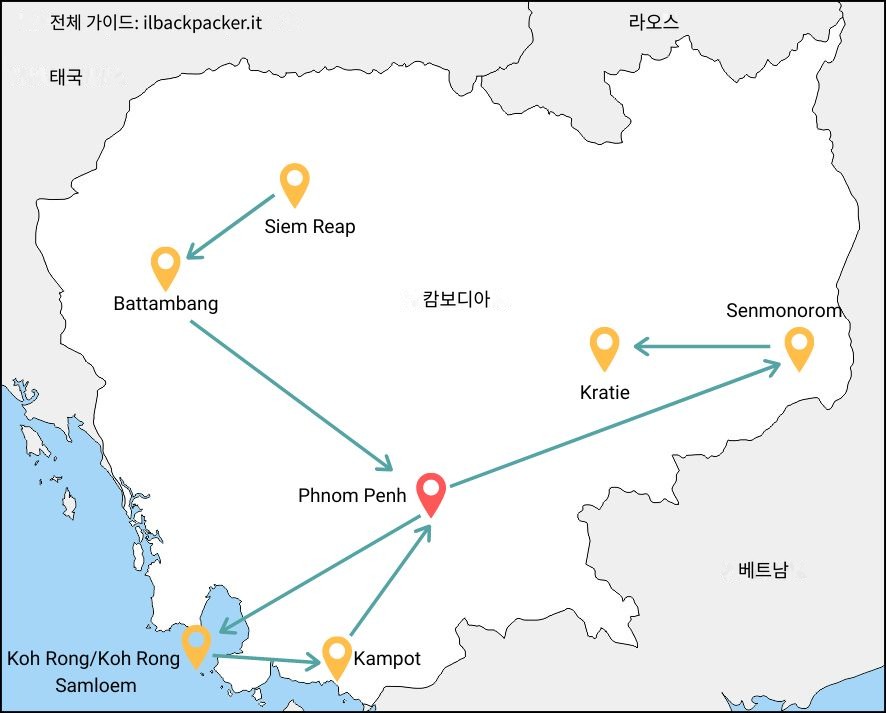 전체 가이드: ilbackpacker.it
라오스
태국
Siem Reap
Battambang
캄보디아
Senmonorom
Kratie
Phnom Penh
베트남
Koh Rong/Koh Rong
Samloem
Kampot